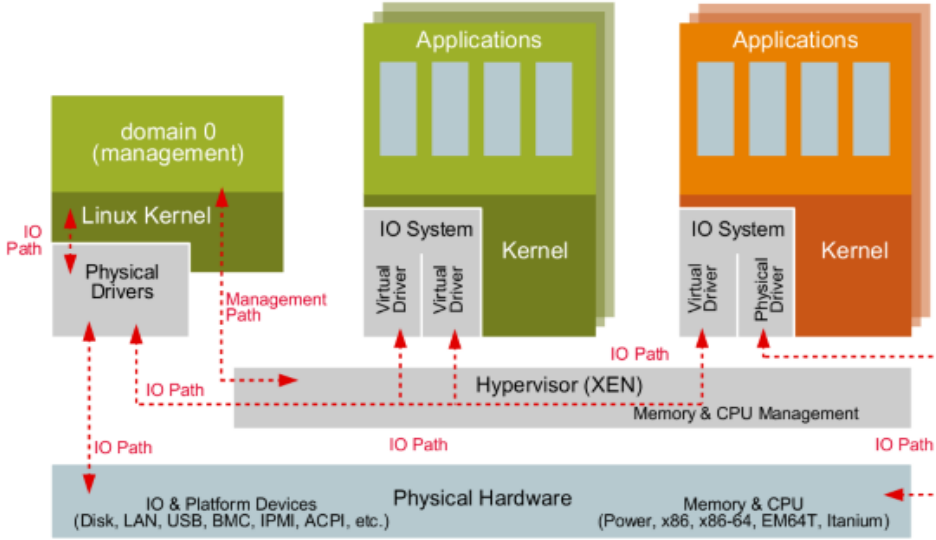 Applications
Applications
domain 0
(management)
Linux Kernel
IO
Path
Physical
Drivers
Management
Path
IO System
Virtual
Driver
Virtual
Driver
Kernel
IO System
Virtual
Driver
Physical
Driver
Kernel
IO Path
IO Path
Hypervisor (XEN)
Memory & CPU Management
IO Path
IO Path
IO Path
Physical Hardware
IO & Platform Devices
(Disk, LAN, USB, BMC, IPMI, ACPI, etc.)
Memory & CPU
(Power, x86, x86-64, EM64T, Itanium)